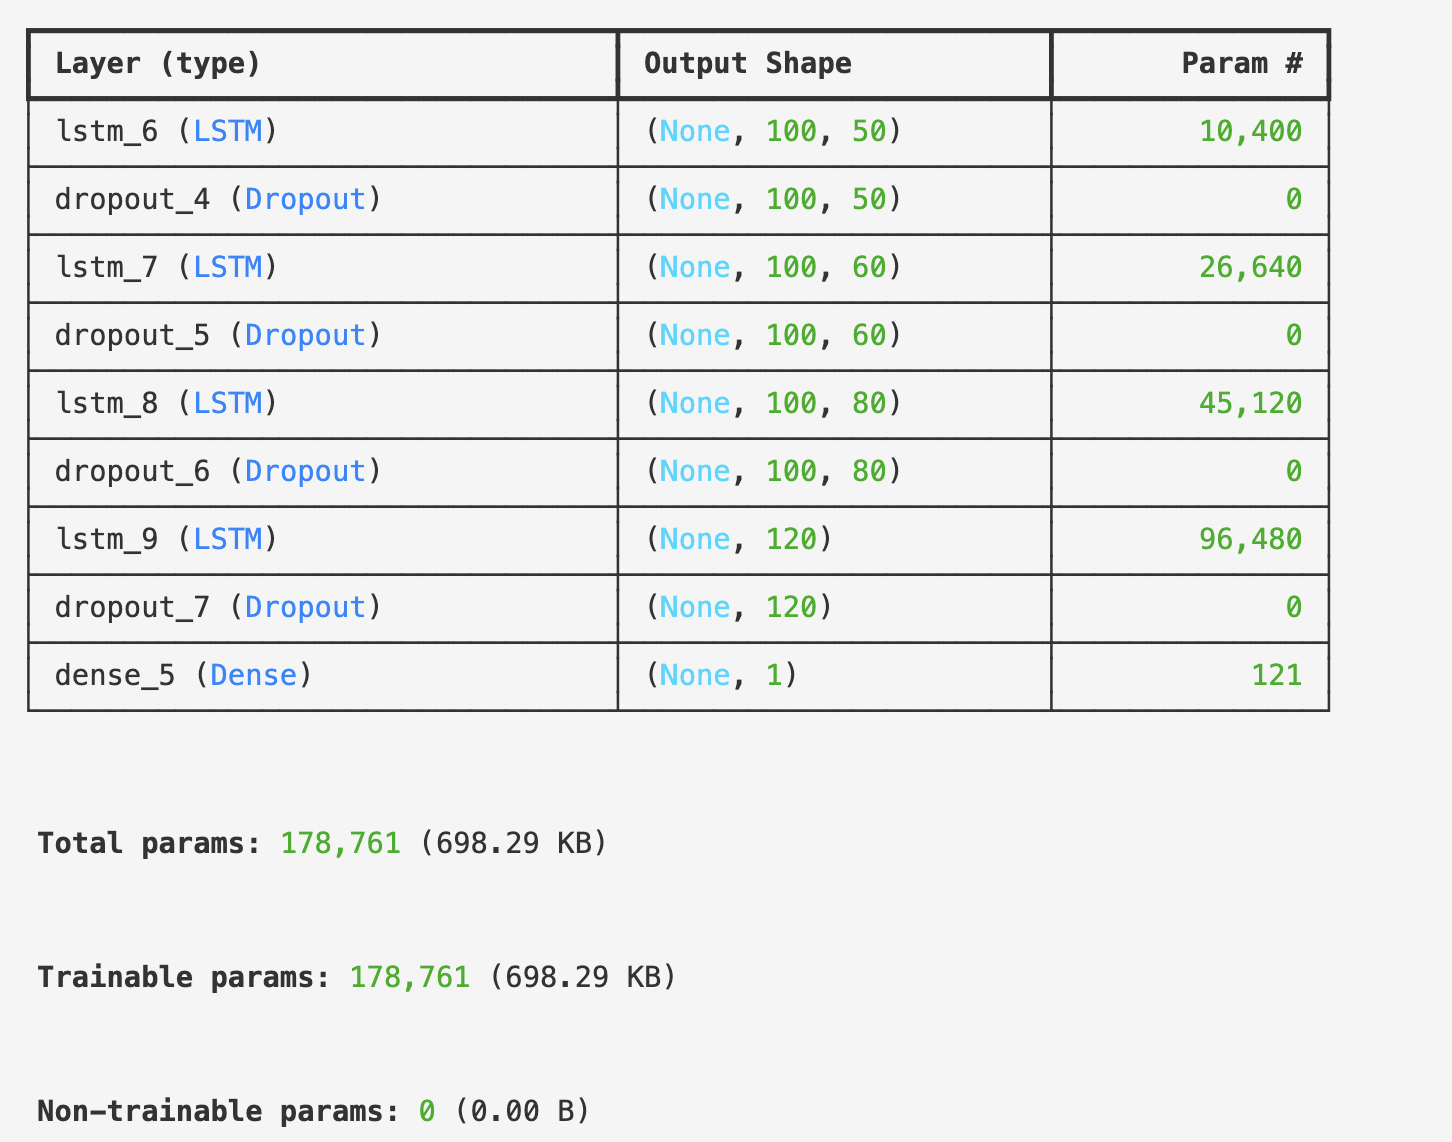 Layer (type) Output Shape Param #
lstm_6 (LSTM) (None, 100, 50) 10,400
dropout_4 (Dropout) (None, 100, 50) 0
lstm_7 (LSTM) (None, 100, 60) 26,640
dropout_5 (Dropout) (None, 100, 60) 0
lstm_8 (LSTM) (None, 100, 80) 45,120
dropout_6 (Dropout) (None, 100, 80) 0
lstm_9 (LSTM) (None, 120) 96,480
dropout_7 (Dropout) (None, 120) 0
dense_5 (Dense) (None, 1) 121
Total params: 178,761 (698.29 KB)
Trainable params: 178,761 (698.29 KB)
Non-trainable params: 0 (0.00 B)